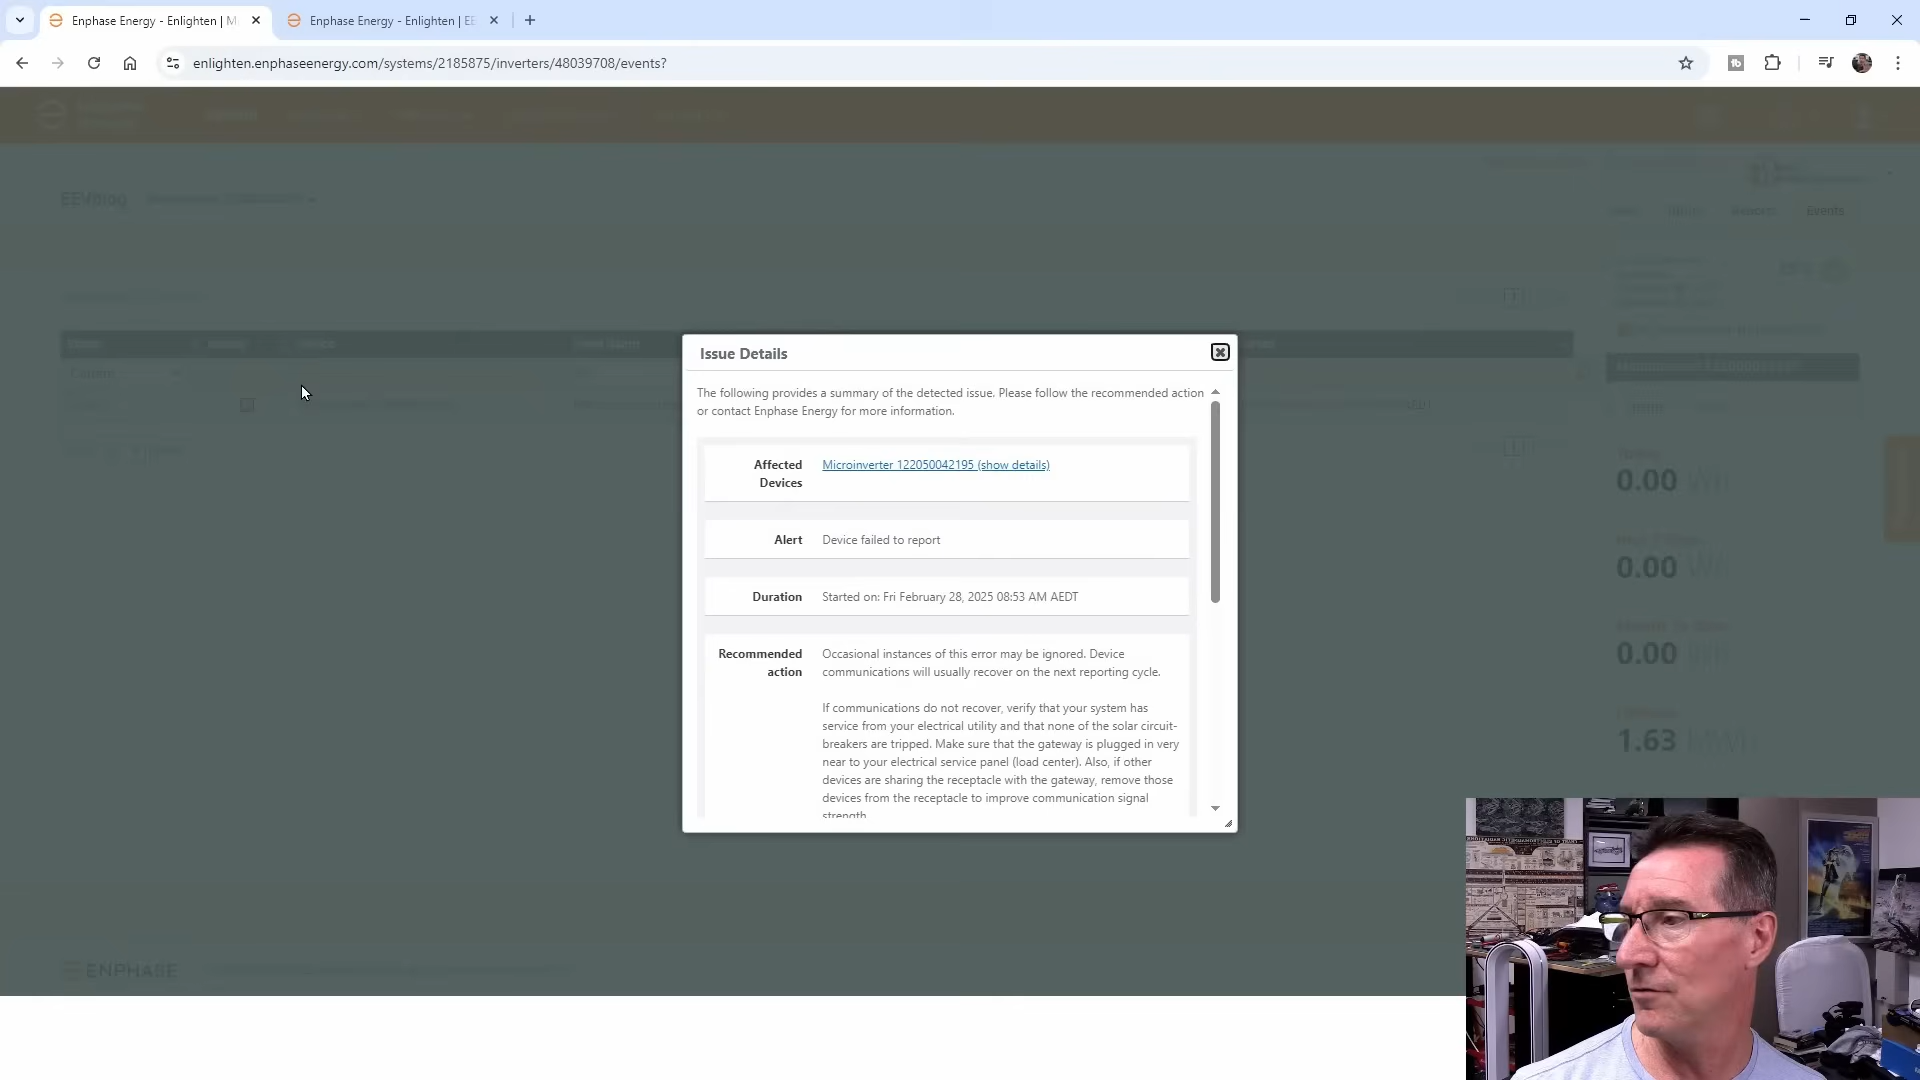 Enphase Energy - Enlighten | M
Enphase Energy - Enlighten | EE
enlighten.enphaseenergy.com/systems/2185875/inverters/48039708/events?
EEVblog
Reports
Events
Issue Details
The following provides a summary of the detected issue. Please follow the recommended action
or contact Enphase Energy for more information.
Affected
Devices
Microinverter 122050042195 (show details)
Alert
Device failed to report
Duration
Started on: Fri February 28, 2025 08:53 AM AEDT
Recommended
action
Occasional instances of this error may be ignored. Device
communications will usually recover on the next reporting cycle.
If communications do not recover, verify that your system has
service from your electrical utility and that none of the solar circuit-
breakers are tripped. Make sure that the gateway is plugged in very
near to your electrical service panel (load center). Also, if other
devices are sharing the receptacle with the gateway, remove those
devices from the receptacle to improve communication signal
strength.
0.00
0.00
0.00
1.63
ENPHASE